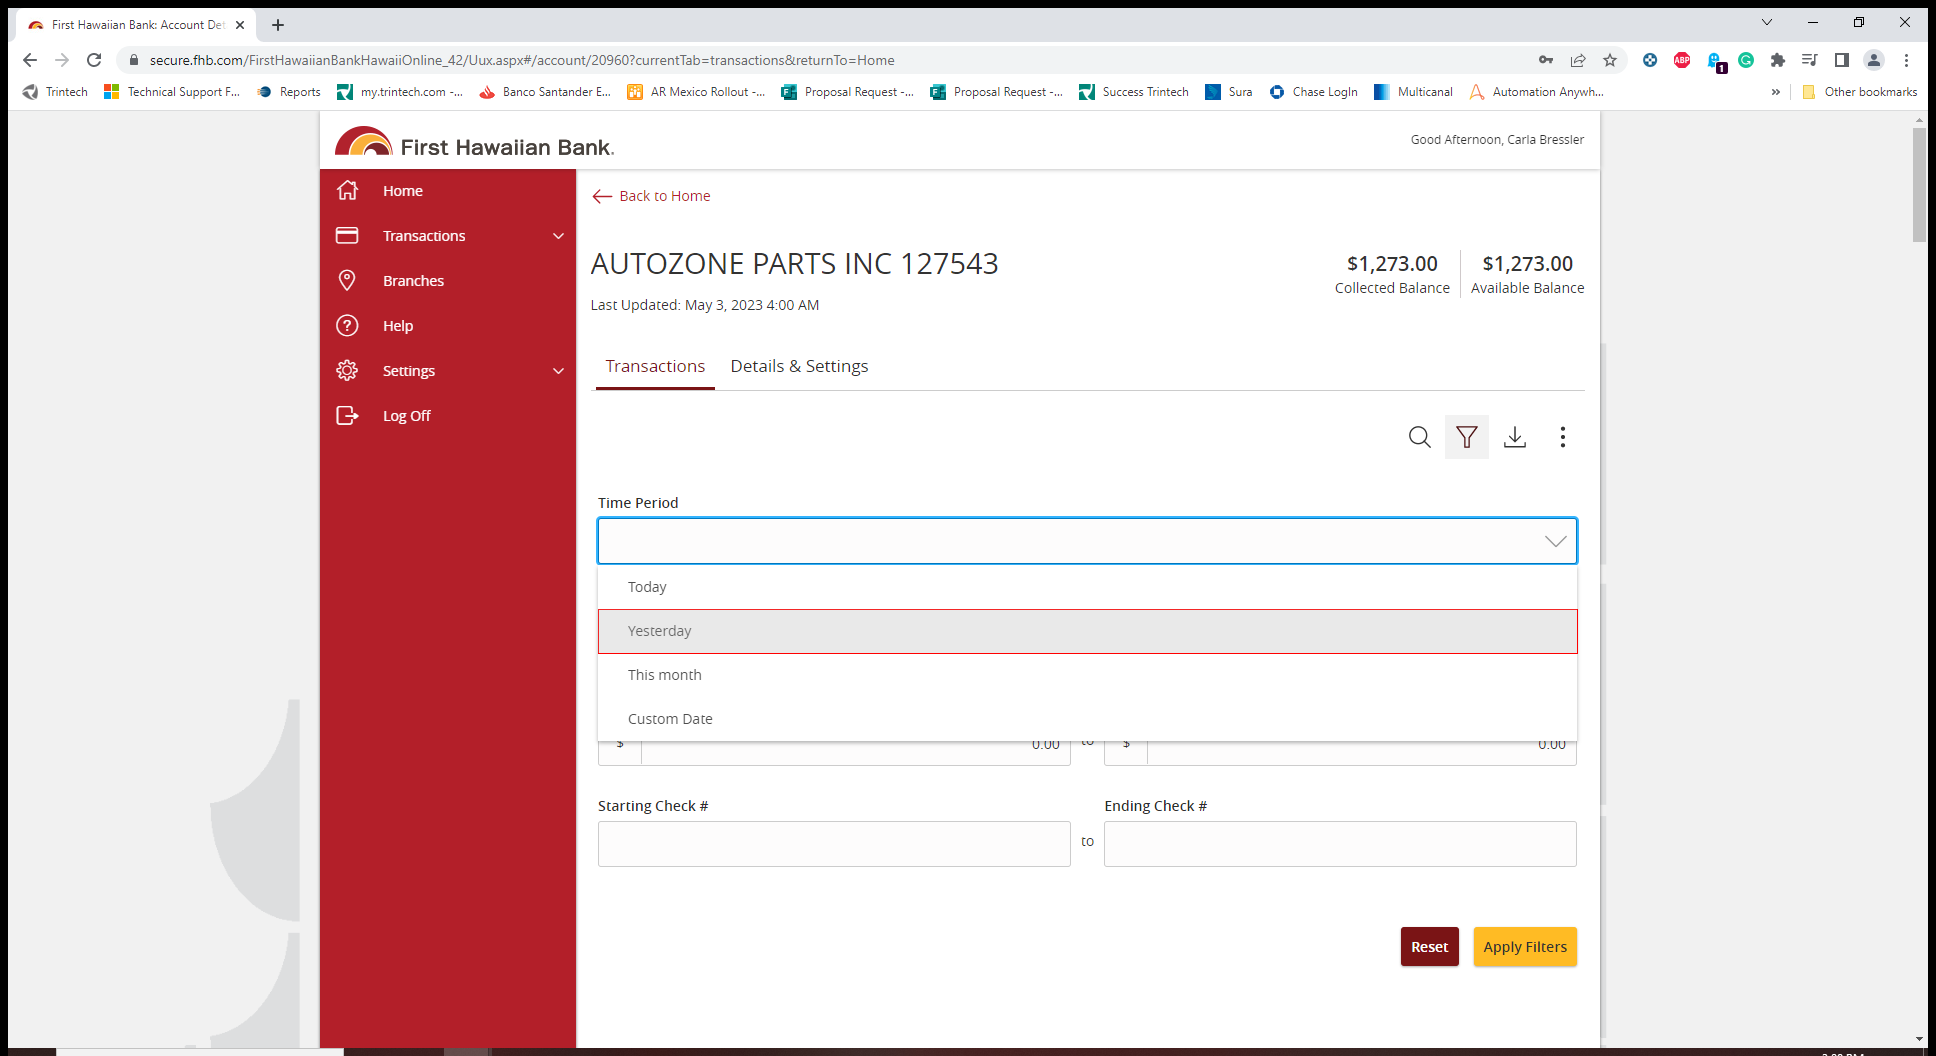 First Hawaiian Bank: Account Det
secure.fhb.com/FirstHawaiianBankHawaiiOnline_42/Uux.aspx#/account/20960?currentTab=transactions&returnTo=Home
ABP
1
Trintech
Technical Support F...
Reports
my.trintech.com -...
Banco Santander E...
AR Mexico Rollout -...
Proposal Request -...
Proposal Request -...
Success Trintech
Sura
Chase LogIn
Multicanal
Automation Anywh...
»
Other bookmarks
First Hawaiian Bank.
Good Afternoon, Carla Bressler
Home
Transactions
Branches
Help
Settings
Log Off
Back to Home
AUTOZONE PARTS INC 127543
Last Updated: May 3, 2023 4:00 AM
$1,273.00
Collected Balance
$1,273.00
Available Balance
Transactions
Details & Settings
Time Period
Today
Yesterday
This month
Custom Date
$
0.00
to
$
0.00
Starting Check #
to
Ending Check #
Reset
Apply Filters